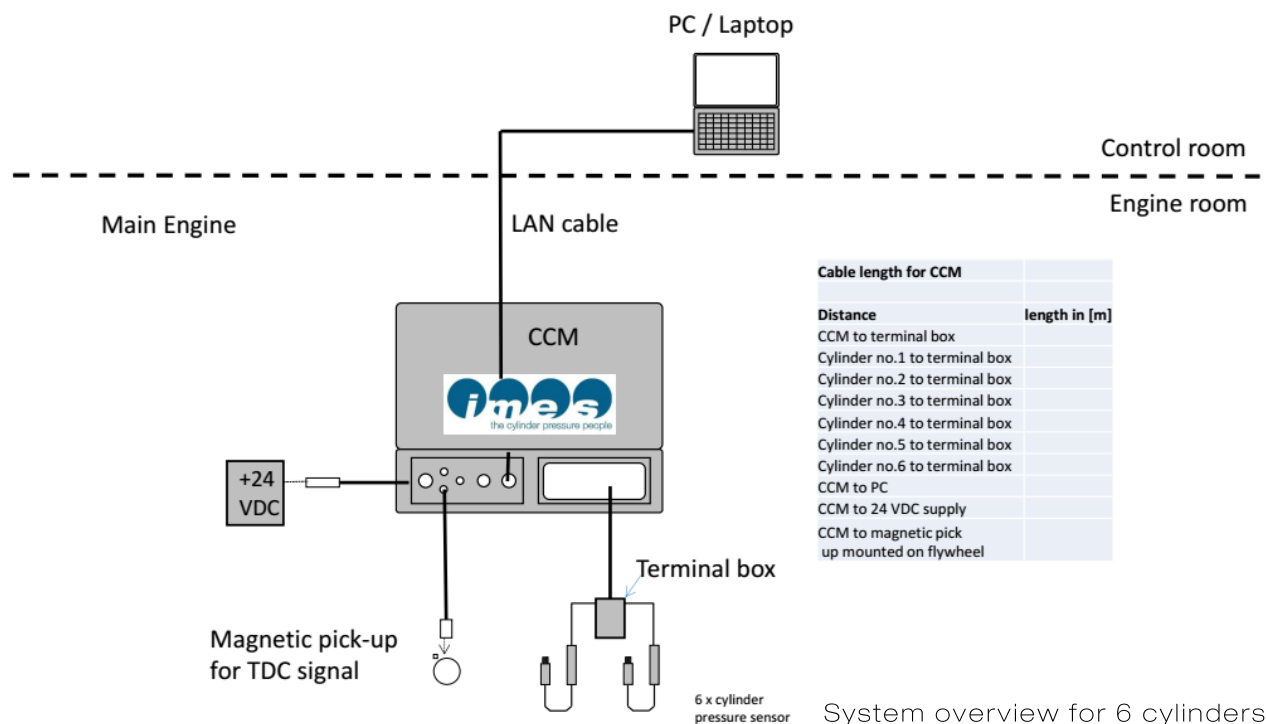 PC / Laptop
Control room
Engine room
Main Engine
LAN cable
CCM
imes
the cylinder pressure people
+24
VDC
Cable length for CCM
Distance length in [m]
CCM to terminal box
Cylinder no.1 to terminal box
Cylinder no.2 to terminal box
Cylinder no.3 to terminal box
Cylinder no.4 to terminal box
Cylinder no.5 to terminal box
Cylinder no.6 to terminal box
CCM to PC
CCM to 24 VDC supply
CCM to magnetic pick
up mounted on flywheel
Terminal box
Magnetic pick-up
for TDC signal
6 x cylinder
pressure sensor
System overview for 6 cylinders